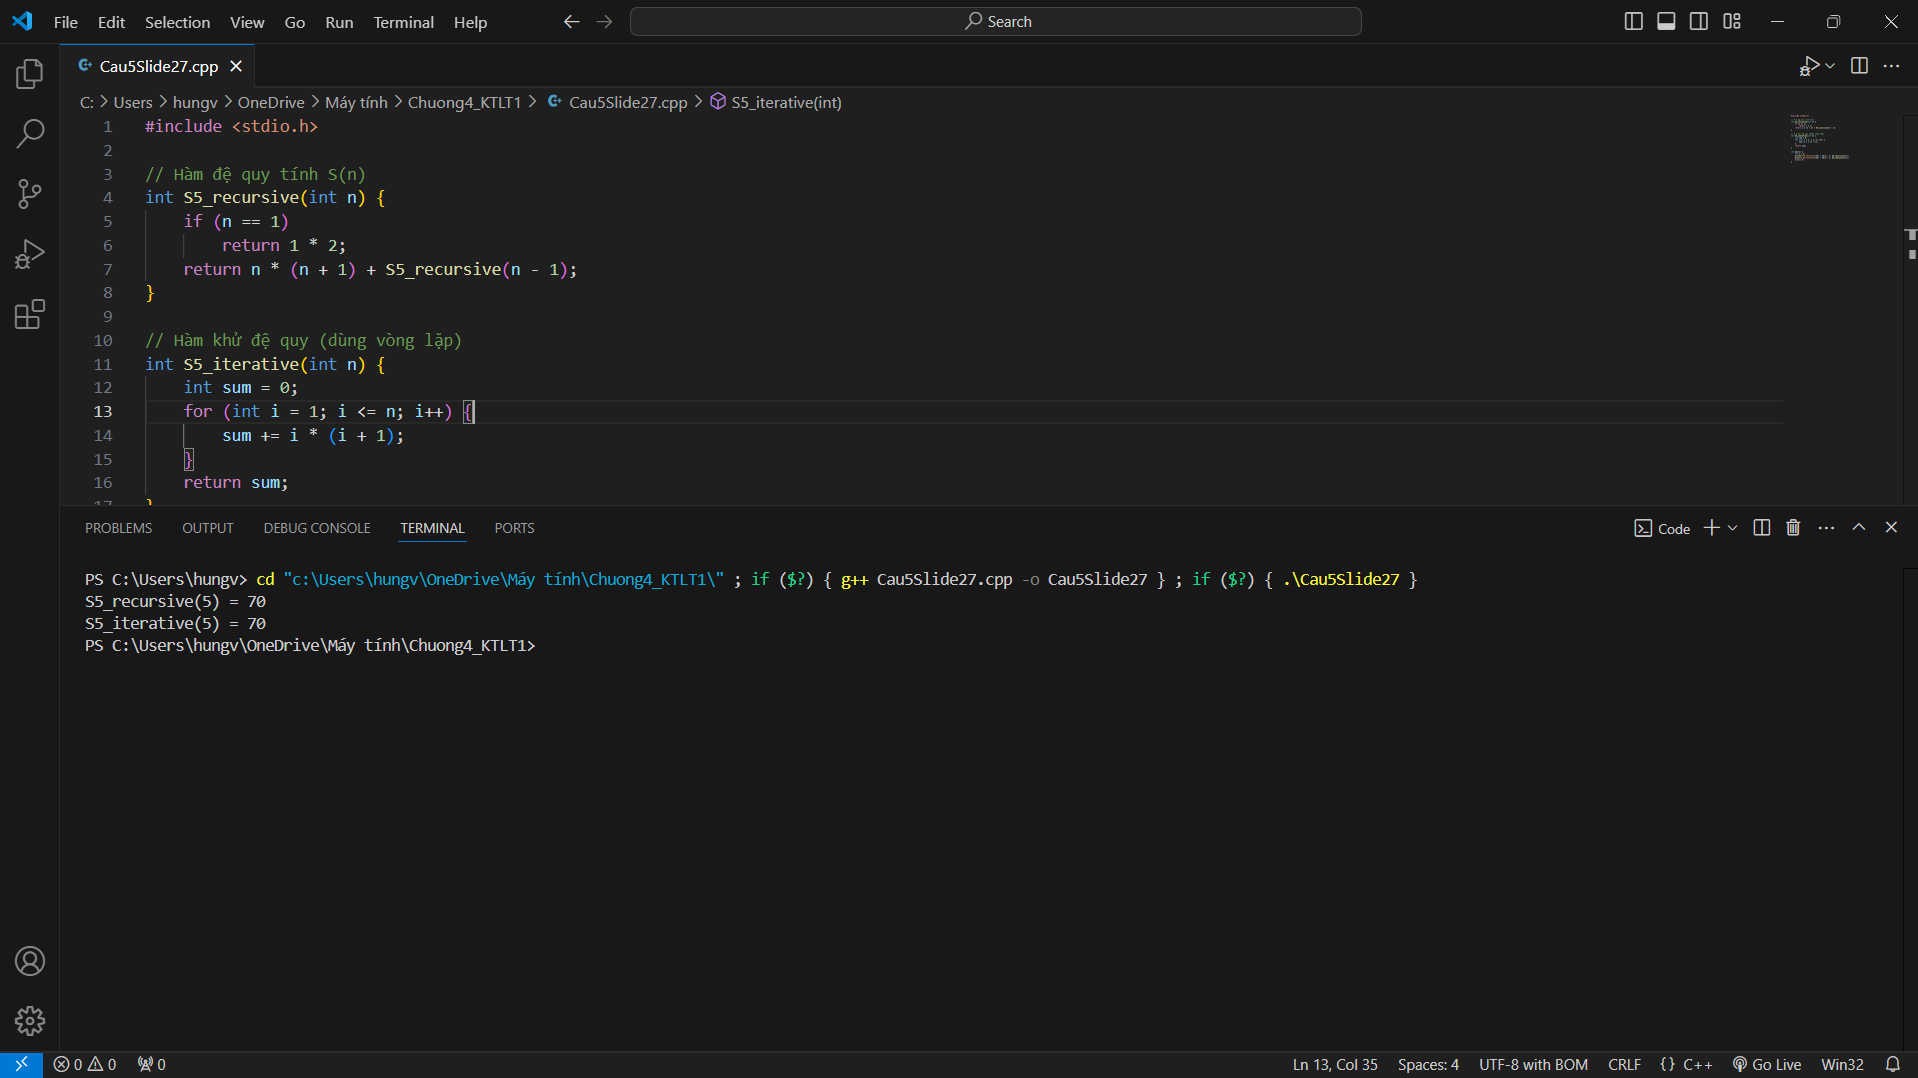 File Edit Selection View Go Run Terminal Help
Search
Cau5Slide27.cpp
C: > Users > hungv > OneDrive > Máy tính > Chuong4_KTLT1 > Cau5Slide27.cpp > S5_iterative(int)
1 #include <stdio.h>
2
3 // Hàm đệ quy tính S(n)
4 int S5_recursive(int n) {
5 if (n == 1)
6 return 1 * 2;
7 return n * (n + 1) + S5_recursive(n - 1);
8 }
9
10 // Hàm khử đệ quy (dùng vòng lặp)
11 int S5_iterative(int n) {
12 int sum = 0;
13 for (int i = 1; i <= n; i++) {
14 sum += i * (i + 1);
15 }
16 return sum;
17 }
PROBLEMS OUTPUT DEBUG CONSOLE TERMINAL PORTS
Code
PS C:\Users\hungv> cd "c:\Users\hungv\OneDrive\Máy tính\Chuong4_KTLT1\" ; if ($?) { g++ Cau5Slide27.cpp -o Cau5Slide27 } ; if ($?) { .\Cau5Slide27 }
S5_recursive(5) = 70
S5_iterative(5) = 70
PS C:\Users\hungv\OneDrive\Máy tính\Chuong4_KTLT1>
0 0 0
Ln 13, Col 35 Spaces: 4 UTF-8 with BOM CRLF {} C++ Go Live Win32